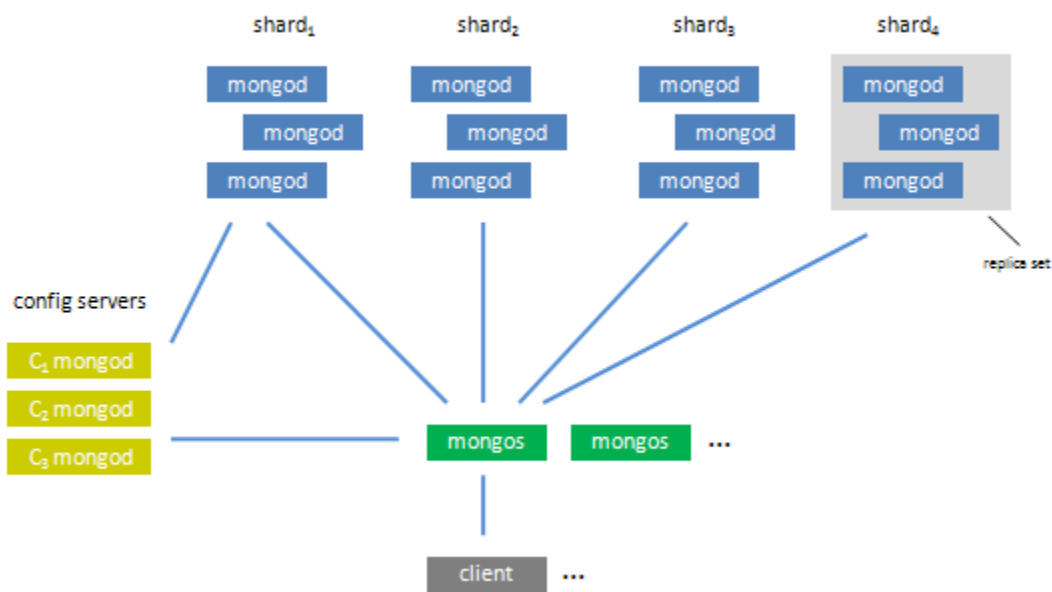 shard₁ shard₂ shard₃ shard₄
mongod mongod mongod mongod
mongod mongod mongod mongod
mongod mongod mongod mongod
replica set
config servers
C₁ mongod
C₂ mongod
C₃ mongod
mongos mongos ...
client ...